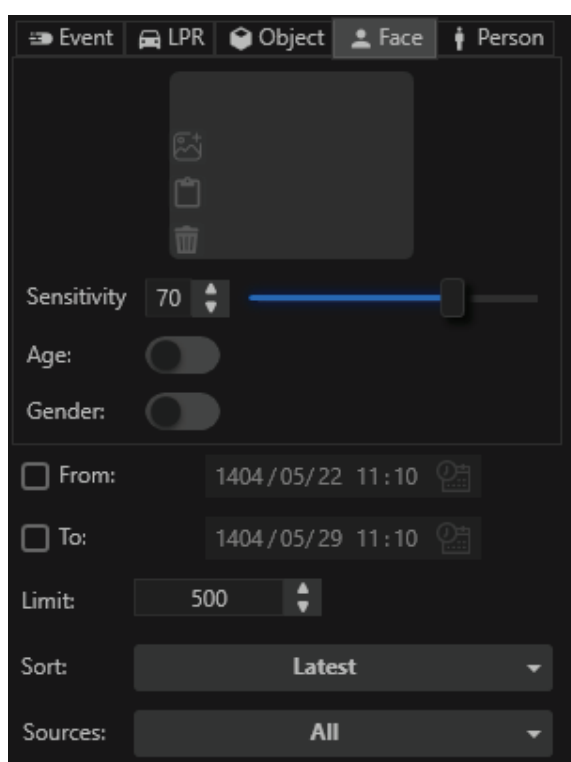 Event LPR Object Face Person
Sensitivity 70
Age:
Gender:
From: 1404/05/22 11:10
To: 1404/05/29 11:10
Limit: 500
Sort: Latest
Sources: All